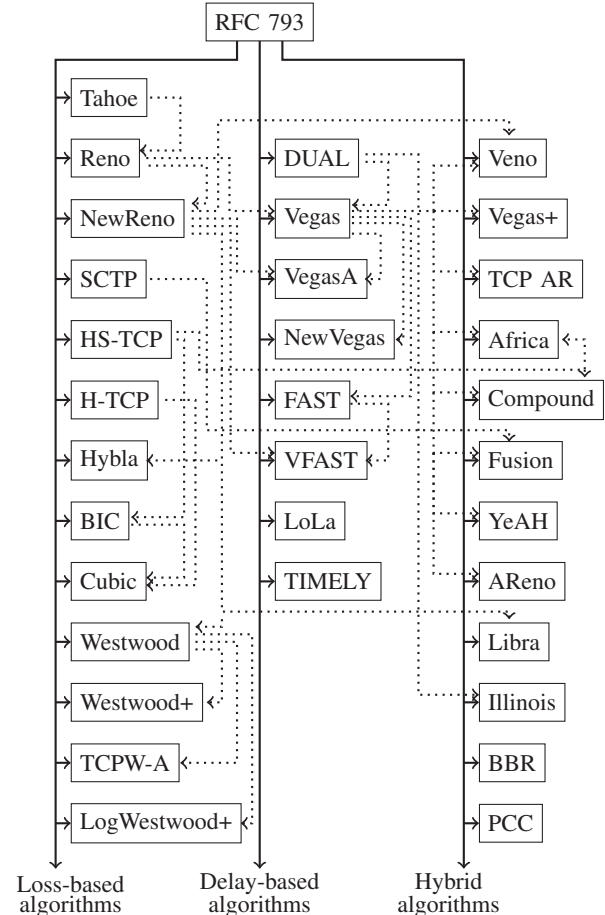 RFC 793
Tahoe
Reno
NewReno
SCTP
HS-TCP
H-TCP
Hybla
BIC
Cubic
Westwood
Westwood+
TCPW-A
LogWestwood+
Loss-based
algorithms
DUAL
Vegas
VegasA
NewVegas
FAST
VFAST
LoLa
TIMELY
Delay-based
algorithms
Veno
Vegas+
TCP AR
Africa
Compound
Fusion
YeAH
AReno
Libra
Illinois
BBR
PCC
Hybrid
algorithms